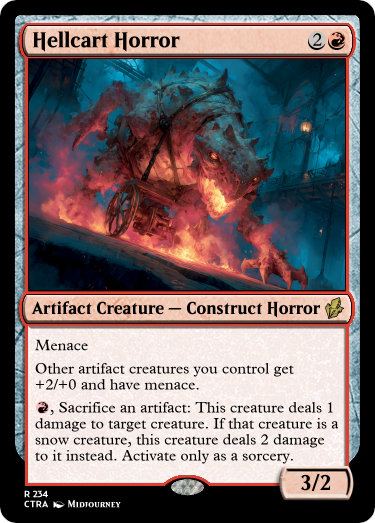 Hellcart Horror 2
Artifact Creature — Construct Horror
Menace
Other artifact creatures you control get
+2/+0 and have menace.
, Sacrifice an artifact: This creature deals 1
damage to target creature. If that creature is a
snow creature, this creature deals 2 damage
to it instead. Activate only as a sorcery.
3/2
R 234
CTRA Midjourney